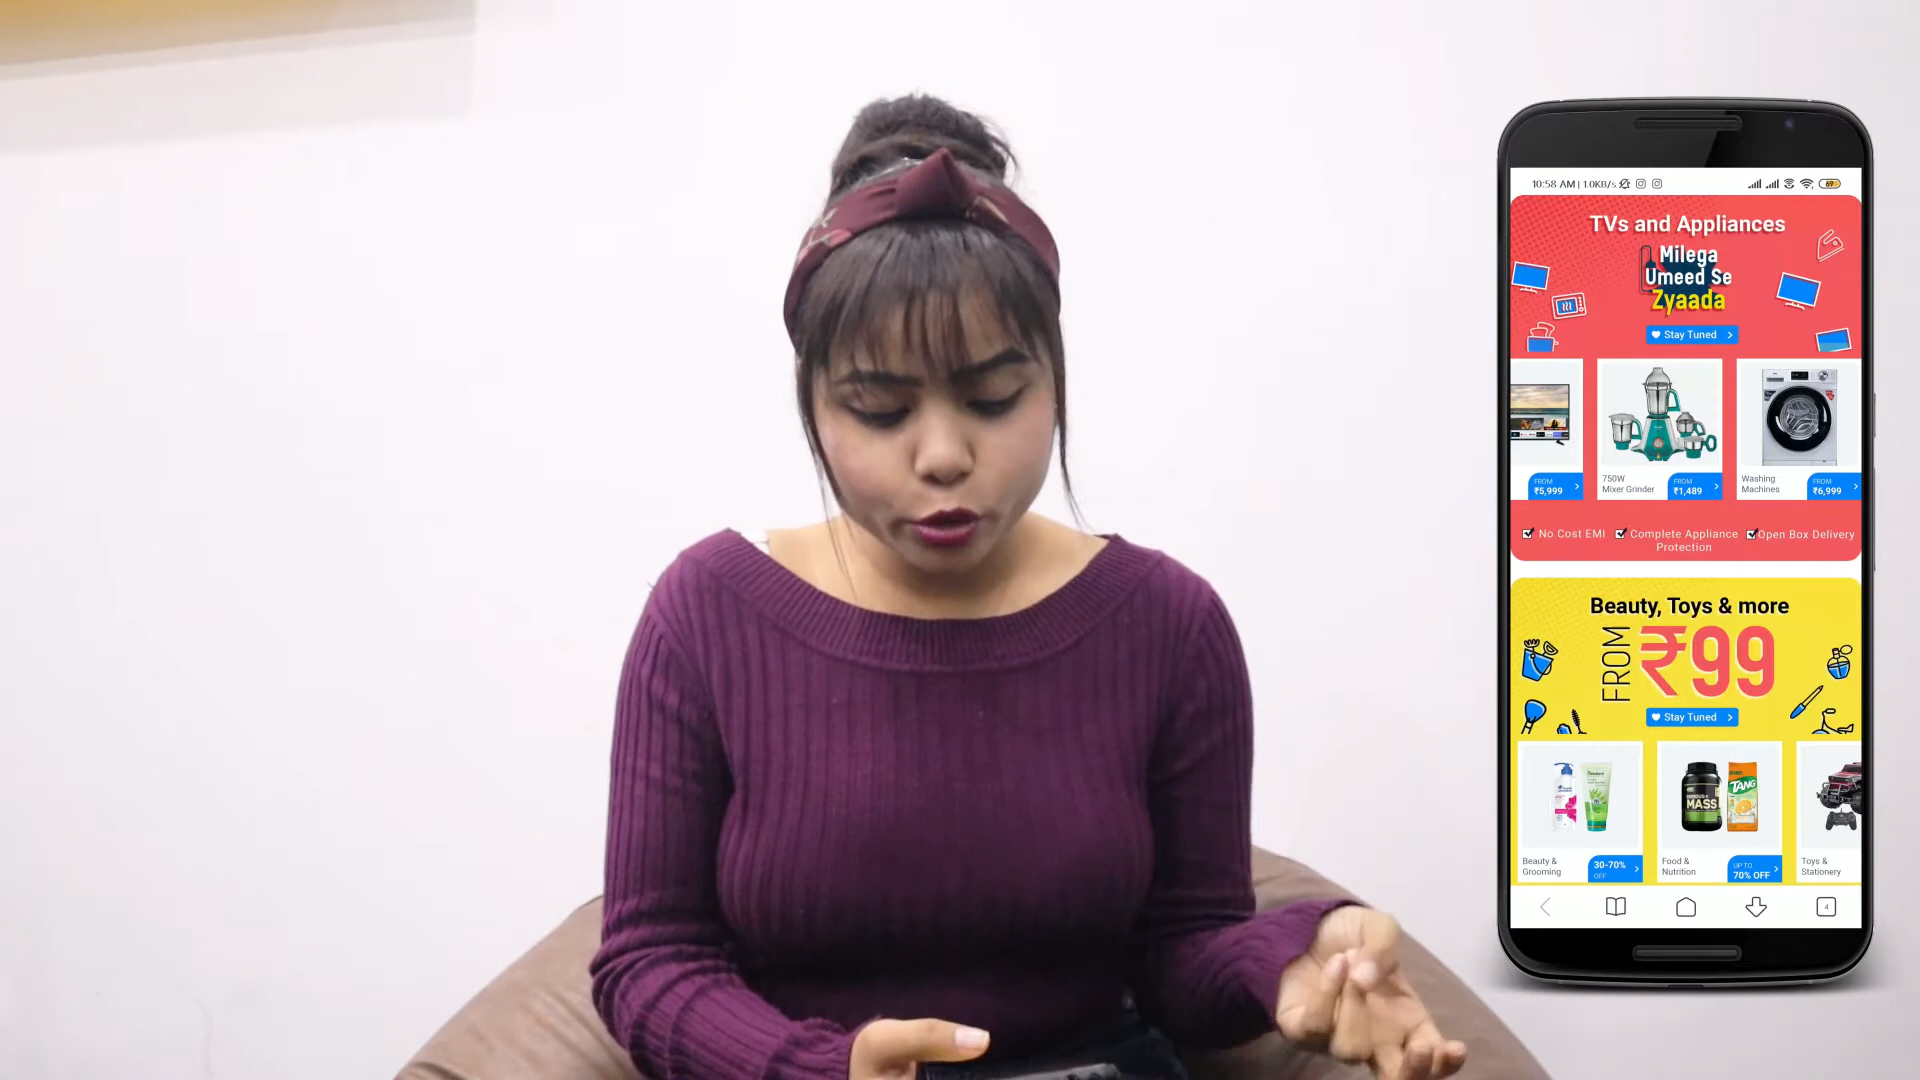 10:58 AM | 1.0KB/s
69
TVs and Appliances
Milega
Umeed Se
Zyaada
Stay Tuned
FROM
₹5,999
750W
Mixer Grinder
FROM
₹1,489
Washing
Machines
FROM
₹6,999
No Cost EMI
Complete Appliance
Protection
Open Box Delivery
Beauty, Toys & more
FROM ₹99
Stay Tuned
MASS
TANG
Beauty &
Grooming
30-70%
OFF
Food &
Nutrition
UP TO
70% OFF
Toys &
Stationery
4